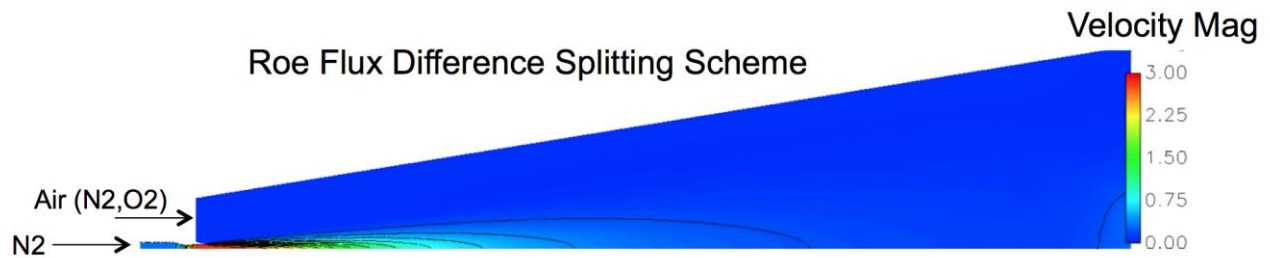 Velocity Mag
Roe Flux Difference Splitting Scheme
3.00
2.25
1.50
0.75
0.00
Air (N2,O2)
N2